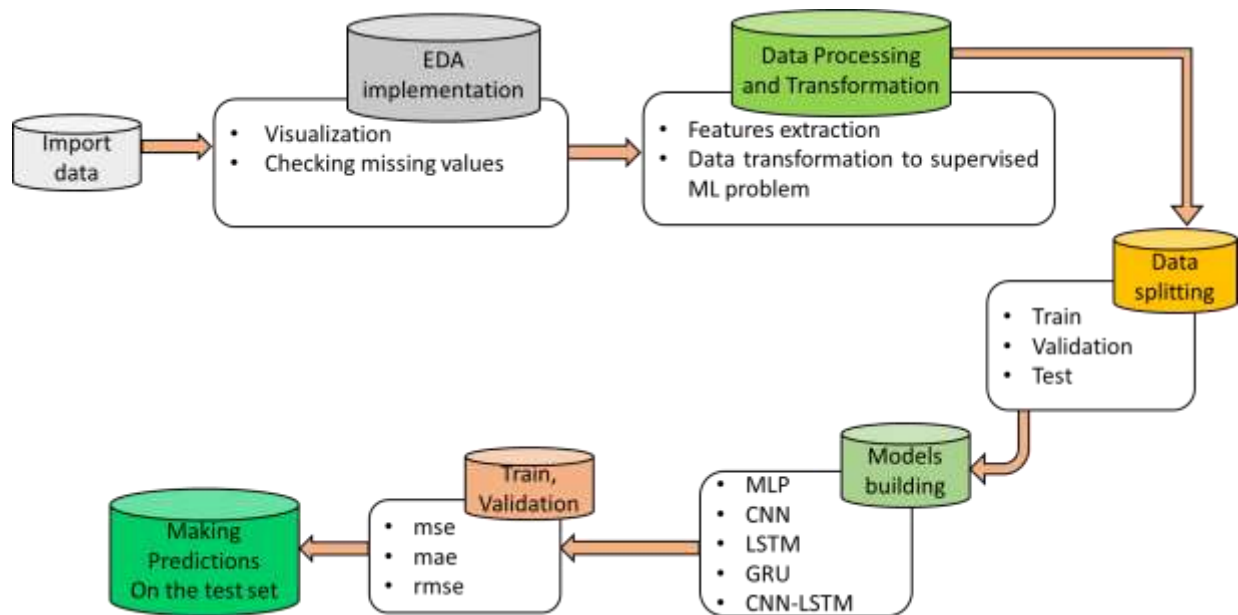 Import
data
EDA
implementation
• Visualization
• Checking missing values
Data Processing
and Transformation
• Features extraction
• Data transformation to supervised
ML problem
Data
splitting
• Train
• Validation
• Test
Models
building
• MLP
• CNN
• LSTM
• GRU
• CNN-LSTM
Train,
Validation
• mse
• mae
• rmse
Making
Predictions
On the test set